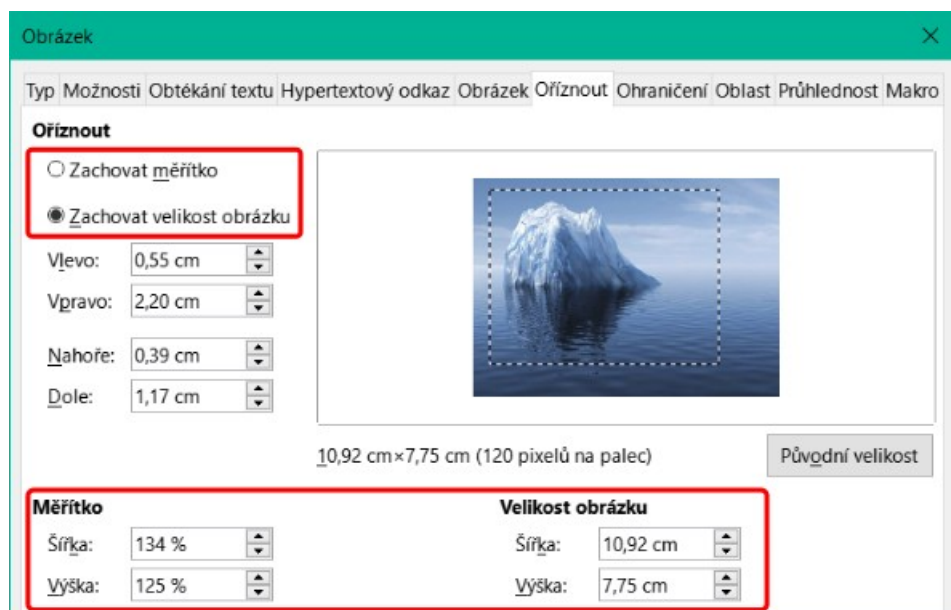 Obrázek
Typ Možnosti Obtékání textu Hypertextový odkaz Obrázek Oříznout Ohraničení Oblast Průhlednost Makro
Oříznout
Zachovat měřítko
Zachovat velikost obrázku
Vlevo: 0,55 cm
Vpravo: 2,20 cm
Nahoře: 0,39 cm
Dole: 1,17 cm
10,92 cm×7,75 cm (120 pixelů na palec) Původní velikost
Měřítko Velikost obrázku
Šířka: 134 % Šířka: 10,92 cm
Výška: 125 % Výška: 7,75 cm